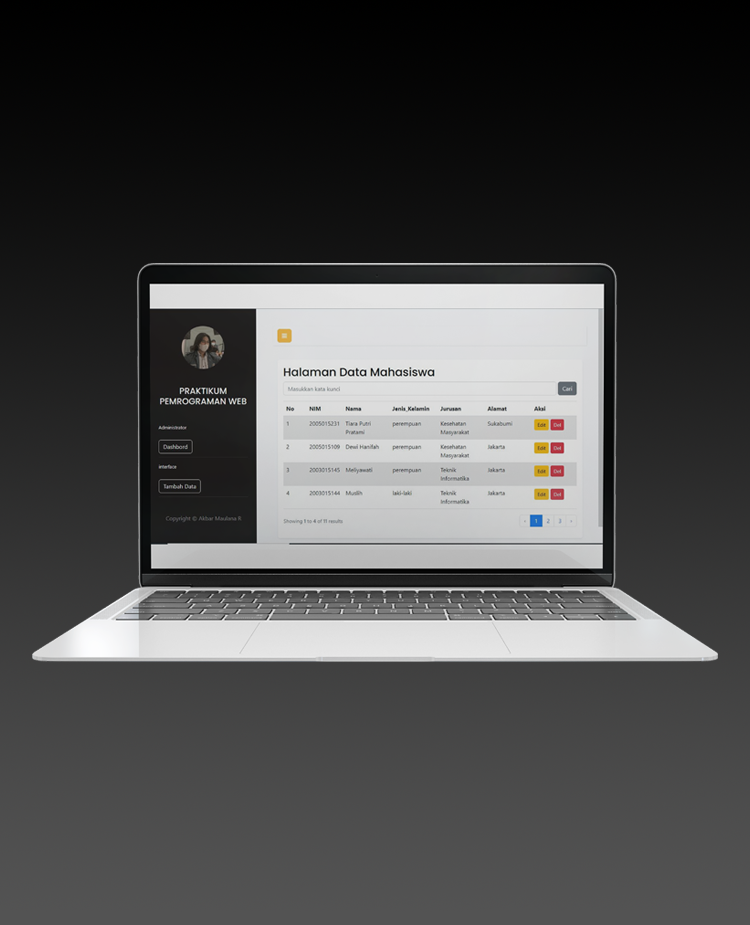 PRAKTIKUM
PEMROGRAMAN WEB
Administrator
Dashbord
Interface
Tambah Data
Copyright © Akbar Maulana R
Halaman Data Mahasiswa
Masukkan kata kunci
Cari
No NIM Nama Jenis_Kelamin Jurusan Alamat Aksi
1 2005015231 Tiara Putri Pratami perempuan Kesehatan Masyarakat Sukabumi Edit Del
2 2005015109 Dewi Hanifah perempuan Kesehatan Masyarakat Jakarta Edit Del
3 2003015145 Meliyawati perempuan Teknik Informatika Jakarta Edit Del
4 2003015144 Muslih laki-laki Teknik Informatika Jakarta Edit Del
Showing 1 to 4 of 11 results
‹ 1 2 3 ›